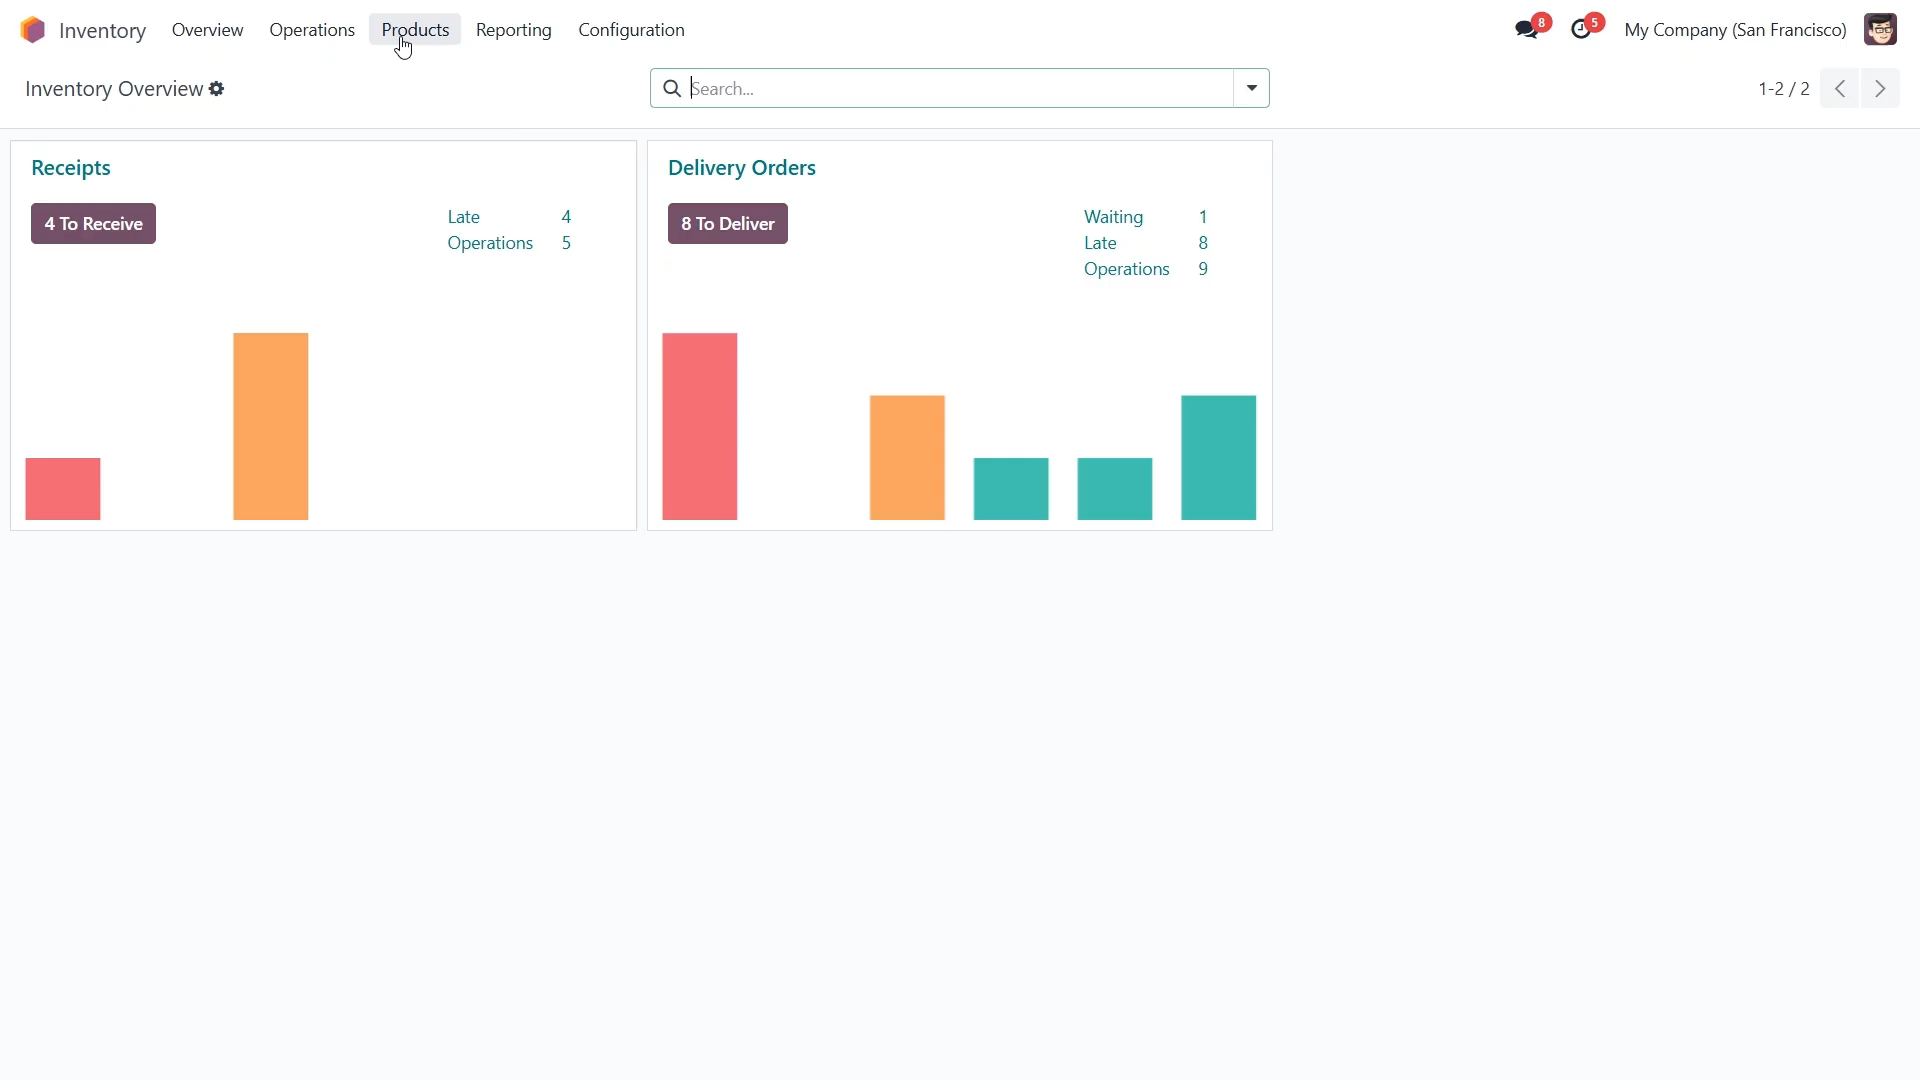 Inventory Overview Operations Products Reporting Configuration 8 5 My Company (San Francisco)
Inventory Overview Search... 1-2 / 2
Receipts
4 To Receive
Late 4
Operations 5
Delivery Orders
8 To Deliver
Waiting 1
Late 8
Operations 9